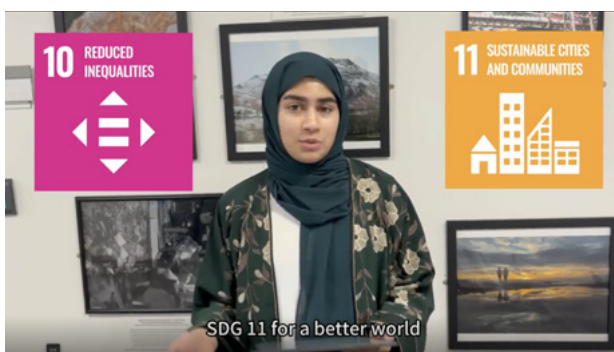 10 REDUCED
INEQUALITIES
11 SUSTAINABLE CITIES
AND COMMUNITIES
SDG 11 for a better world